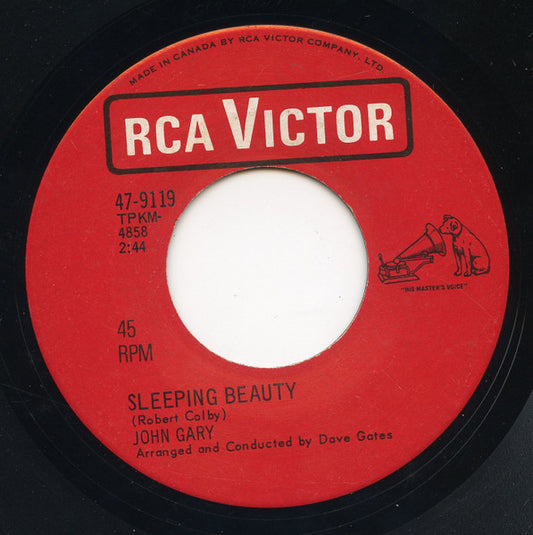 MADE IN CANADA BY RCA VICTOR COMPANY, LTD
RCA VICTOR
47-9119
TPKM-
4858
2:44
"HIS MASTER'S VOICE"
45
RPM
SLEEPING BEAUTY
(Robert Colby)
JOHN GARY
Arranged and Conducted by Dave Gates